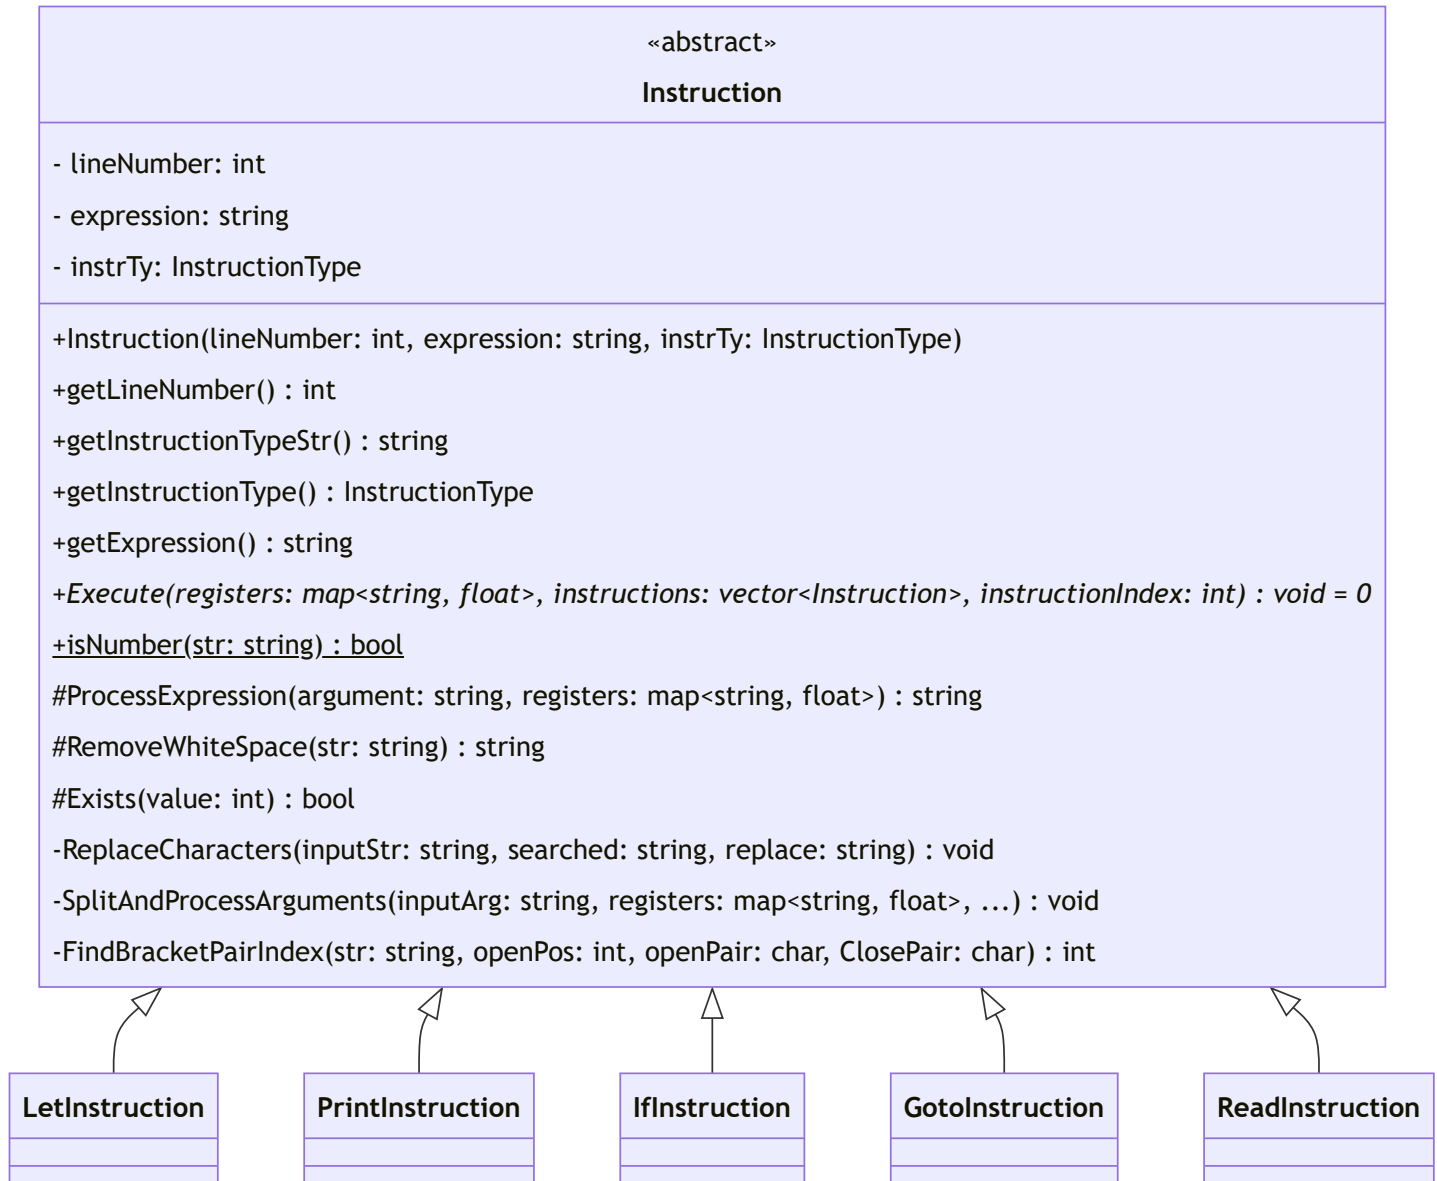 «abstract»
Instruction
- lineNumber: int
- expression: string
- instrTy: InstructionType
+Instruction(lineNumber: int, expression: string, instrTy: InstructionType)
+getLineNumber() : int
+getInstructionTypeStr() : string
+getInstructionType() : InstructionType
+getExpression() : string
+Execute(registers: map<string, float>, instructions: vector<Instruction>, instructionIndex: int) : void = 0
+isNumber(str: string) : bool
#ProcessExpression(argument: string, registers: map<string, float>) : string
#RemoveWhiteSpace(str: string) : string
#Exists(value: int) : bool
-ReplaceCharacters(inputStr: string, searched: string, replace: string) : void
-SplitAndProcessArguments(inputArg: string, registers: map<string, float>, ...) : void
-FindBracketPairIndex(str: string, openPos: int, openPair: char, ClosePair: char) : int
LetInstruction
PrintInstruction
IfInstruction
GotoInstruction
ReadInstruction